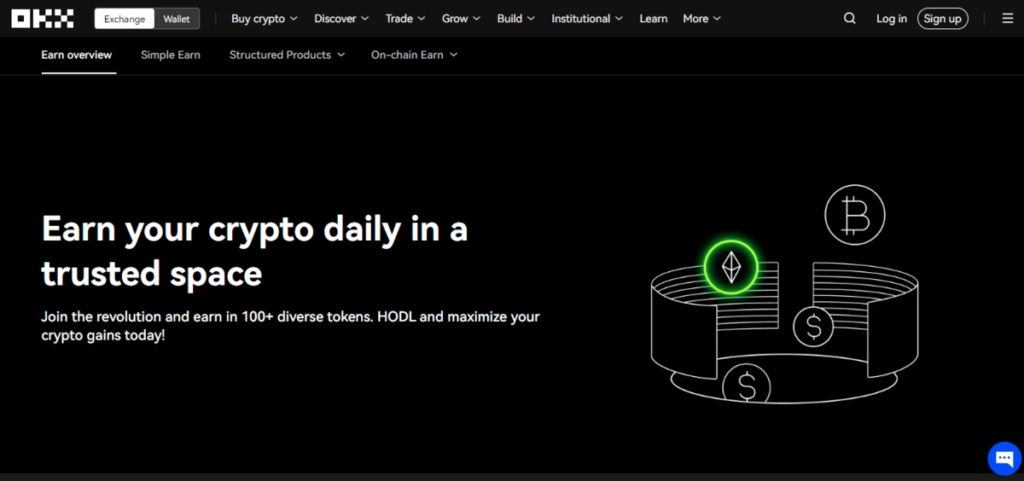 OKX Exchange Wallet Buy crypto Discover Trade Grow Build Institutional Learn More Log in Sign up
Earn overview Simple Earn Structured Products On-chain Earn
Earn your crypto daily in a
trusted space
Join the revolution and earn in 100+ diverse tokens. HODL and maximize your
crypto gains today!